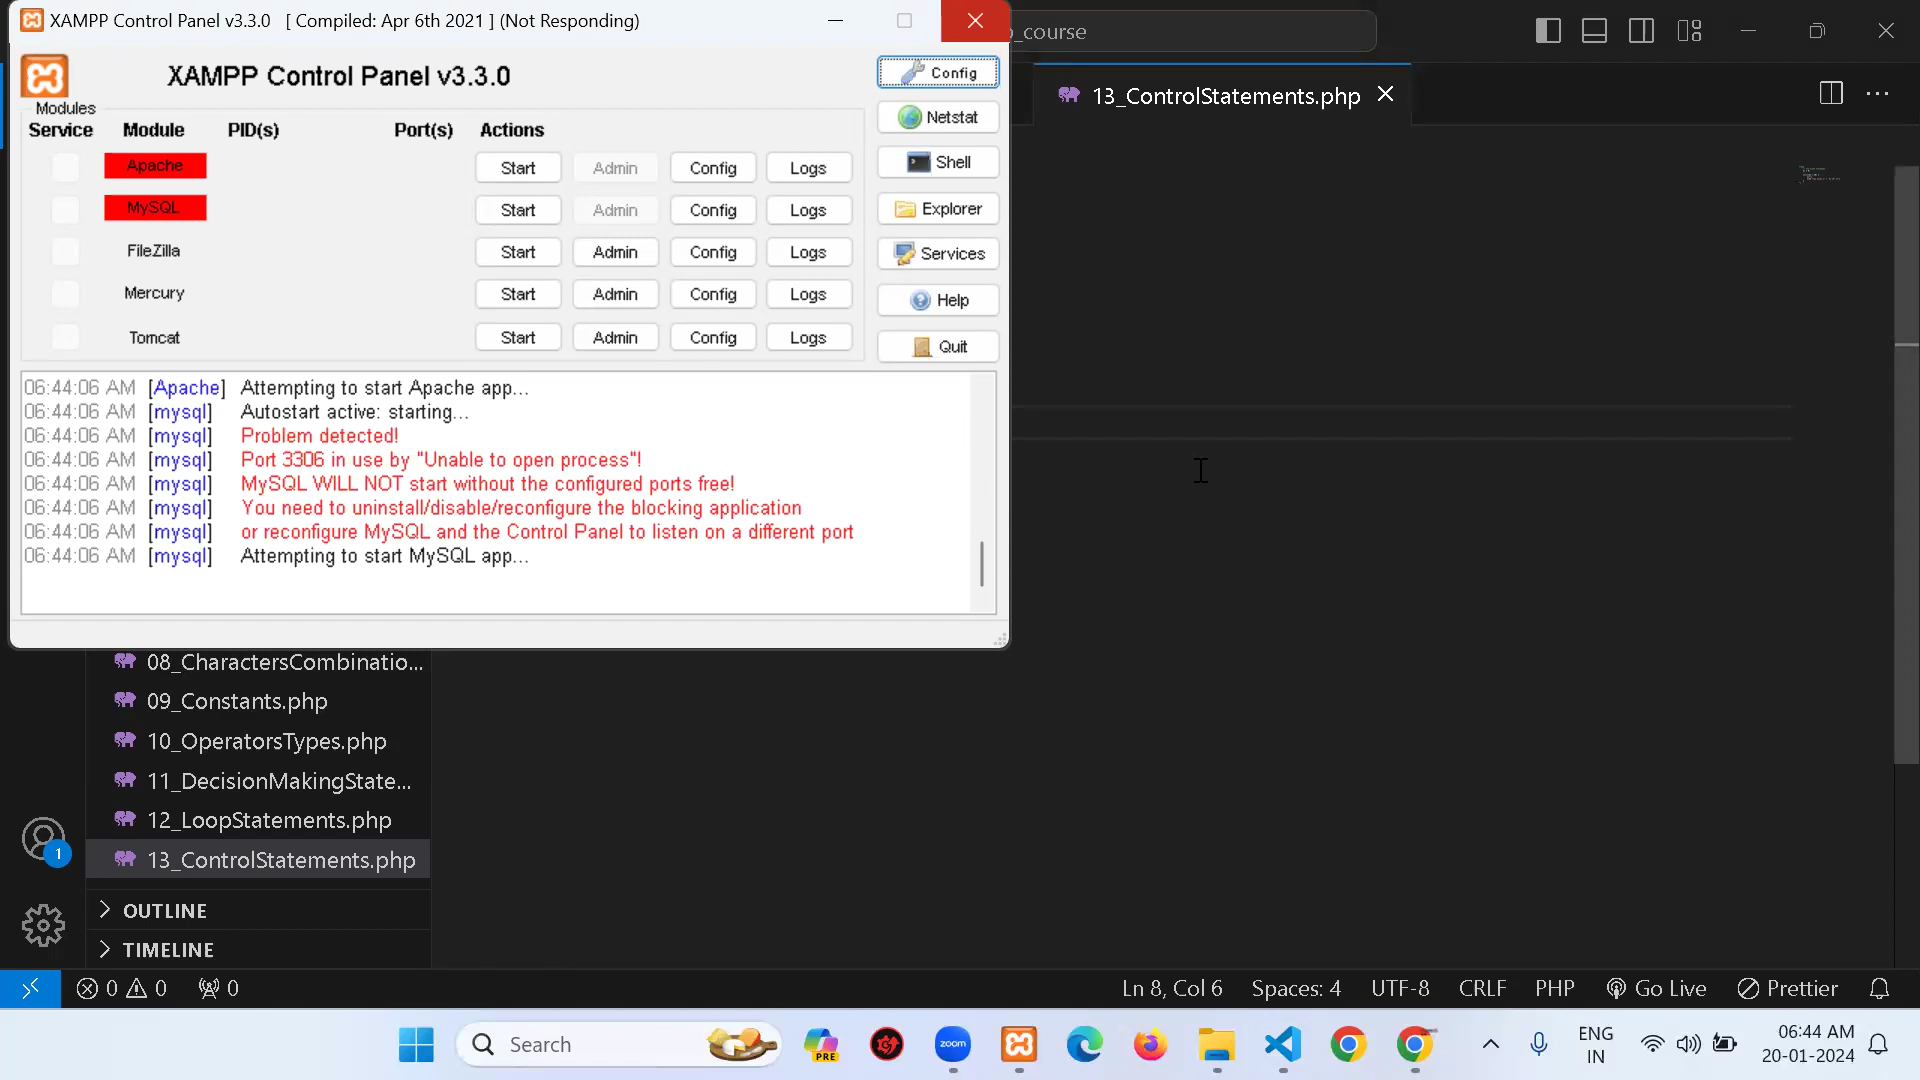 XAMPP Control Panel v3.3.0 [ Compiled: Apr 6th 2021 ] (Not Responding)
_course
XAMPP Control Panel v3.3.0
Config
Modules
Service Module PID(s) Port(s) Actions
Netstat
Apache Start Admin Config Logs
Shell
MySQL Start Admin Config Logs
Explorer
FileZilla Start Admin Config Logs
Services
Mercury Start Admin Config Logs
Help
Tomcat Start Admin Config Logs
Quit
13_ControlStatements.php
06:44:06 AM [Apache] Attempting to start Apache app...
06:44:06 AM [mysql] Autostart active: starting...
06:44:06 AM [mysql] Problem detected!
06:44:06 AM [mysql] Port 3306 in use by "Unable to open process"!
06:44:06 AM [mysql] MySQL WILL NOT start without the configured ports free!
06:44:06 AM [mysql] You need to uninstall/disable/reconfigure the blocking application
06:44:06 AM [mysql] or reconfigure MySQL and the Control Panel to listen on a different port
06:44:06 AM [mysql] Attempting to start MySQL app...
08_CharactersCombinatio...
09_Constants.php
10_OperatorsTypes.php
11_DecisionMakingState...
12_LoopStatements.php
13_ControlStatements.php
1
OUTLINE
TIMELINE
0 0 0 Ln 8, Col 6 Spaces: 4 UTF-8 CRLF PHP Go Live Prettier
Search
PRE
zoom
ENG
IN
06:44 AM
20-01-2024